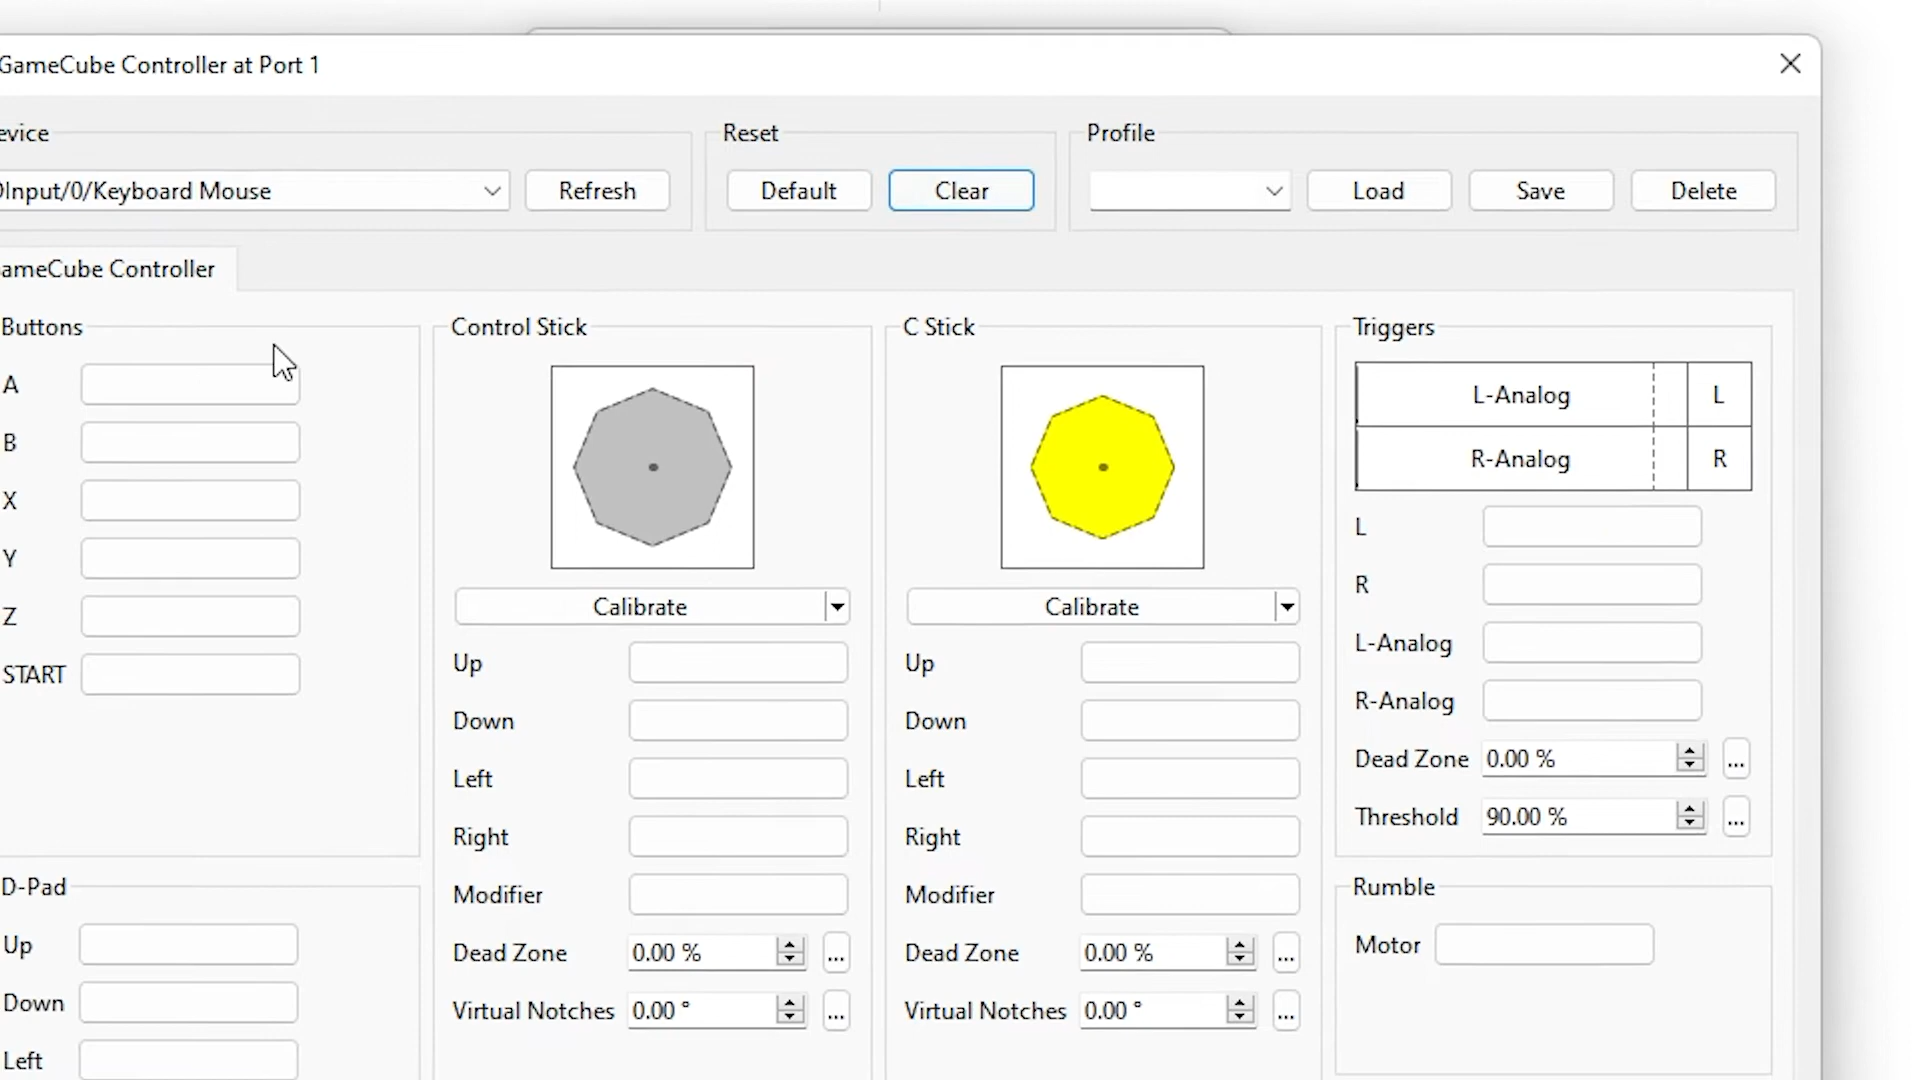 GameCube Controller at Port 1
evice
Input/0/Keyboard Mouse
Refresh
Reset
Default
Clear
Profile
Load
Save
Delete
ameCube Controller
Buttons
A
B
X
Y
Z
START
D-Pad
Up
Down
Left
Control Stick
Calibrate
Up
Down
Left
Right
Modifier
Dead Zone 0.00 % ...
Virtual Notches 0.00 ° ...
C Stick
Calibrate
Up
Down
Left
Right
Modifier
Dead Zone 0.00 % ...
Virtual Notches 0.00 ° ...
Triggers
L-Analog L
R-Analog R
L
R
L-Analog
R-Analog
Dead Zone 0.00 % ...
Threshold 90.00 % ...
Rumble
Motor